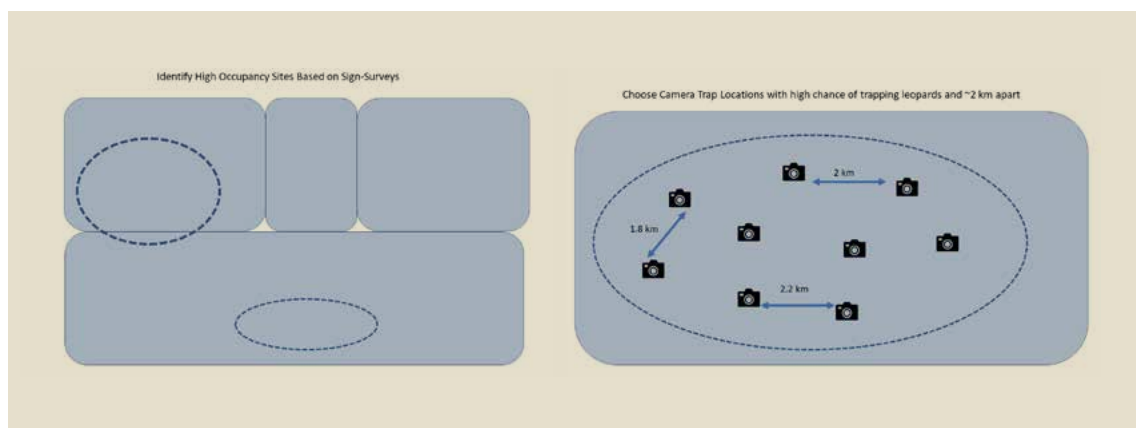 Identify High Occupancy Sites Based on Sign-Surveys
Choose Camera Trap Locations with high chance of trapping leopards and ~2 km apart
2 km
1.8 km
2.2 km